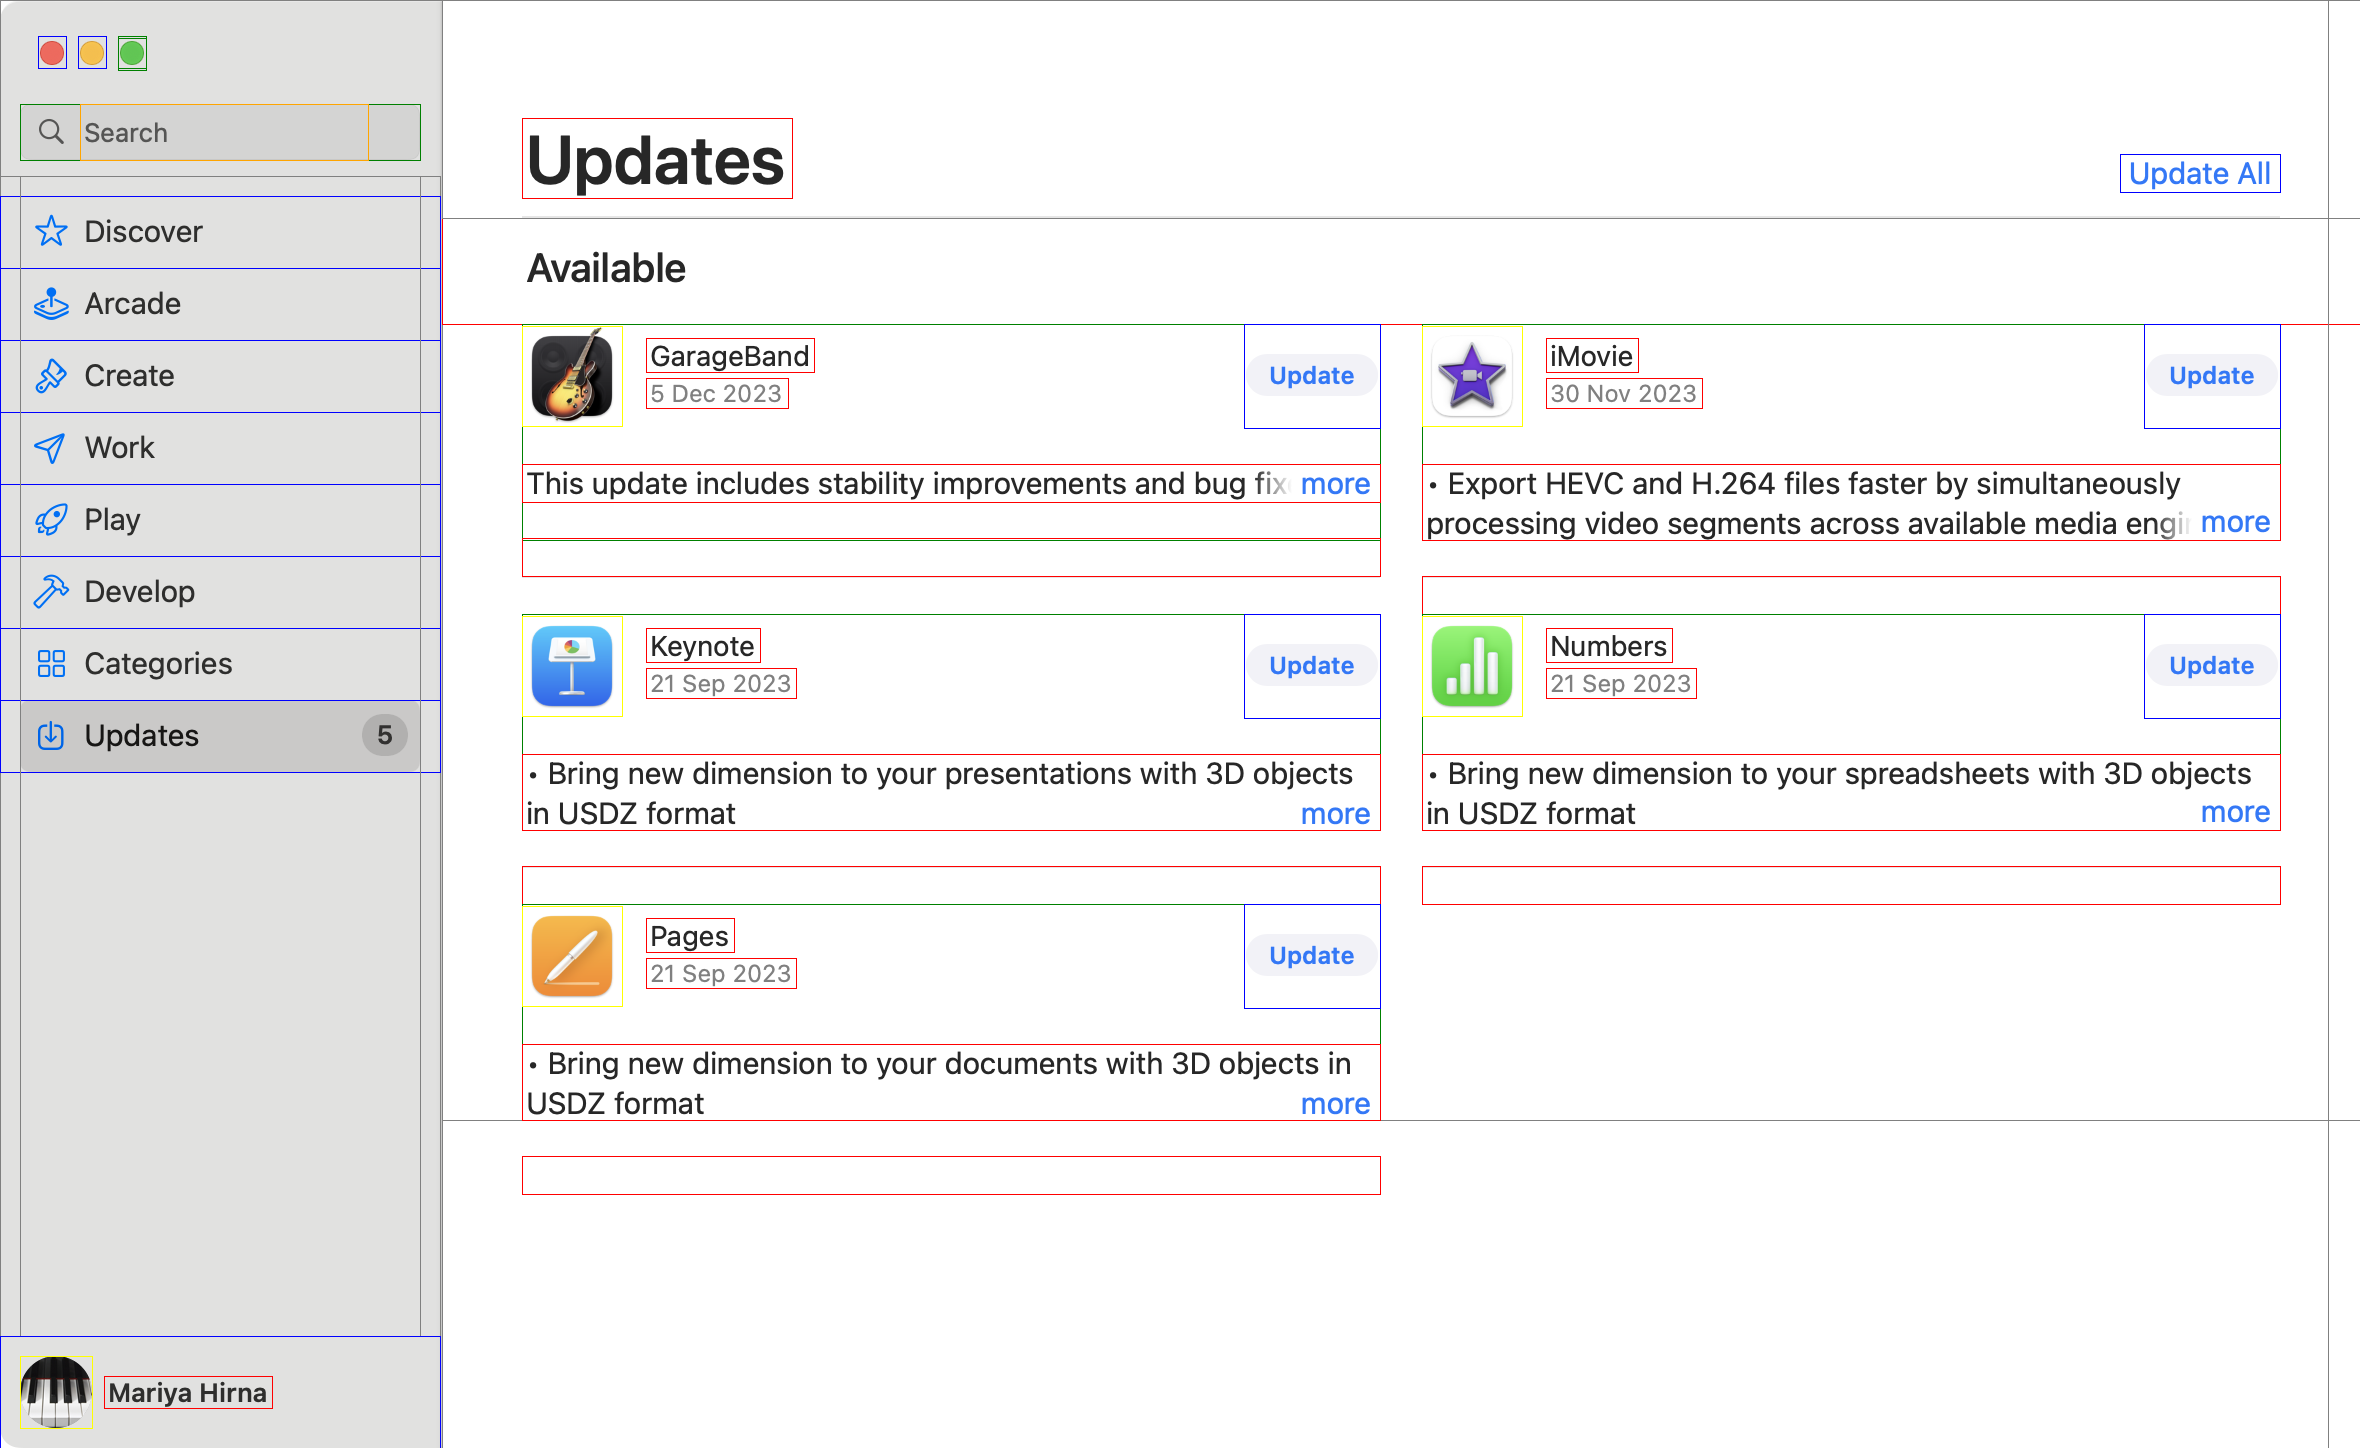 Search
Discover
Arcade
Create
Work
Play
Develop
Categories
Updates 5
Mariya Hirna
Updates
Update All
Available
GarageBand
5 Dec 2023
Update
This update includes stability improvements and bug more
iMovie
30 Nov 2023
Update
• Export HEVC and H.264 files faster by simultaneously
processing video segments across available media more
Keynote
21 Sep 2023
Update
• Bring new dimension to your presentations with 3D objects
in USDZ format more
Numbers
21 Sep 2023
Update
• Bring new dimension to your spreadsheets with 3D objects
in USDZ format more
Pages
21 Sep 2023
Update
• Bring new dimension to your documents with 3D objects in
USDZ format more